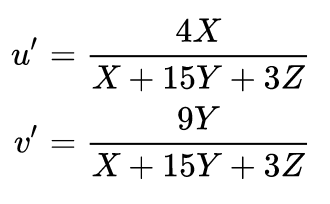 u′ = 4X / X + 15Y + 3Z
v′ = 9Y / X + 15Y + 3Z